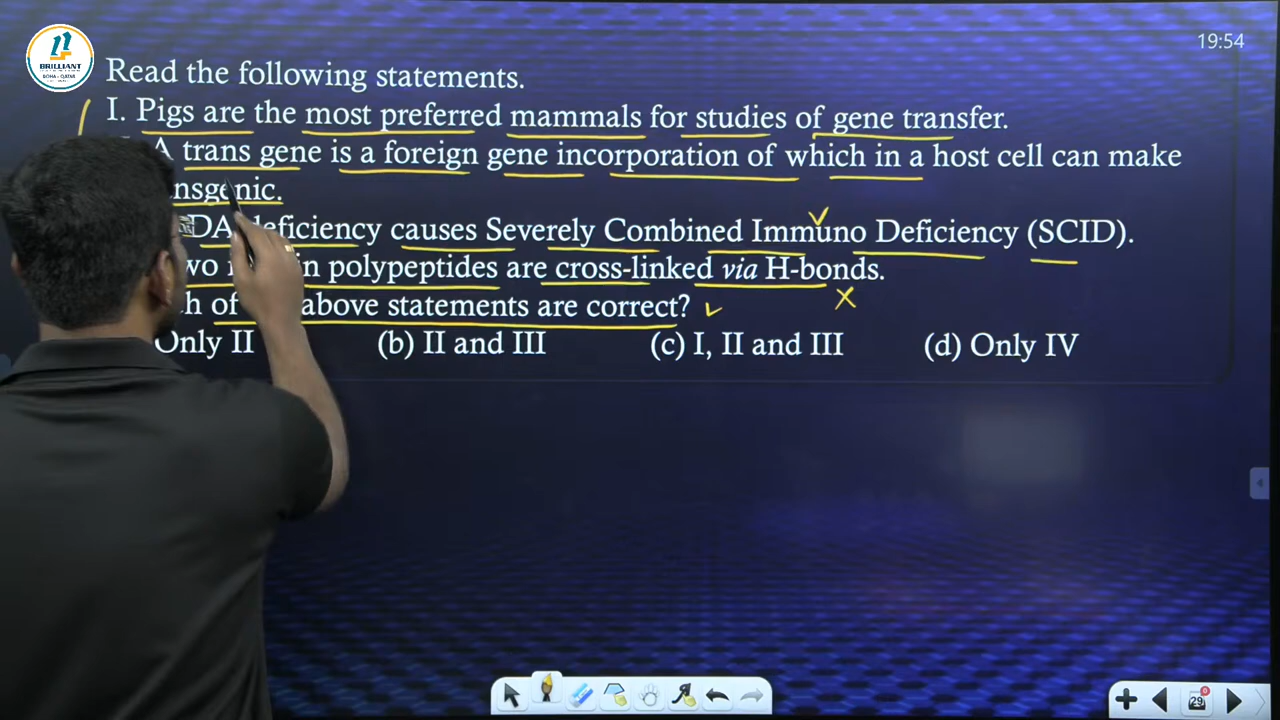 19:54
BRILLIANT
DOHA - QATAR
Read the following statements.
I. Pigs are the most preferred mammals for studies of gene transfer.
A trans gene is a foreign gene incorporation of which in a host cell can make
nsgenic.
DA deficiency causes Severely Combined Immuno Deficiency (SCID).
wo in polypeptides are cross-linked via H-bonds.
h of above statements are correct?
Only II (b) II and III (c) I, II and III (d) Only IV
29